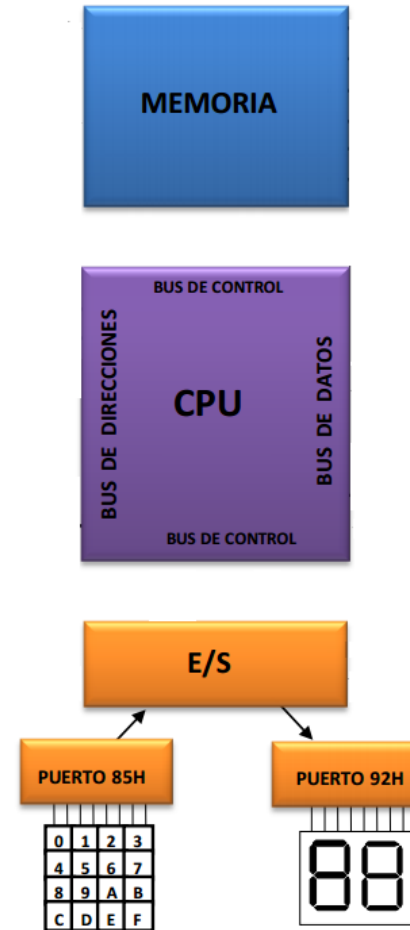 MEMORIA
BUS DE CONTROL
BUS DE DIRECCIONES
CPU
BUS DE DATOS
BUS DE CONTROL
E/S
PUERTO 85H
PUERTO 92H
0 1 2 3
4 5 6 7
8 9 A B
C D E F
88